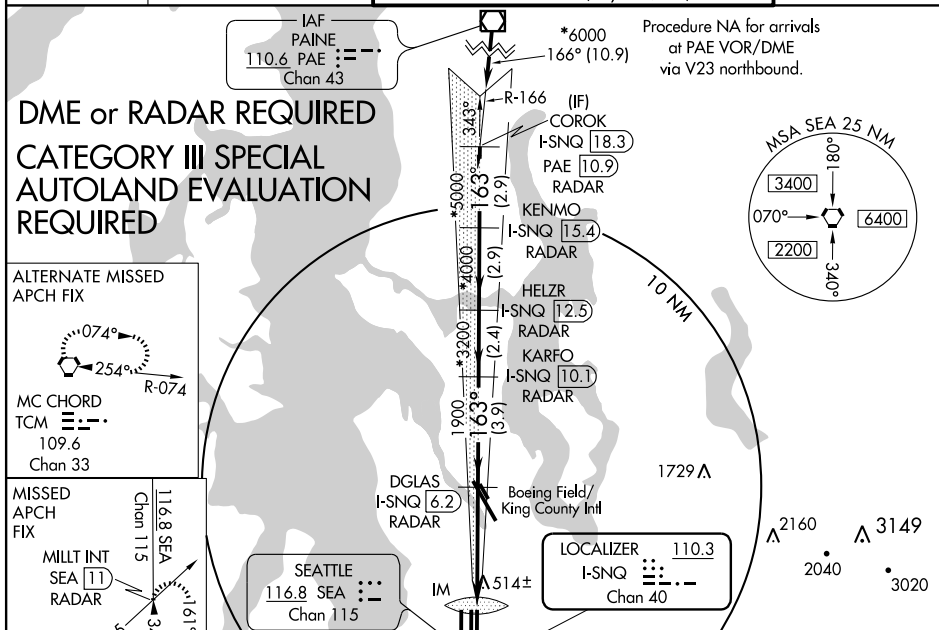 IAF
PAINE
110.6 PAE
Chan 43
*6000
166° (10.9)
Procedure NA for arrivals
at PAE VOR/DME
via V23 northbound.
R-166
343°
DME or RADAR REQUIRED
CATEGORY III SPECIAL
AUTOLAND EVALUATION
REQUIRED
(IF)
COROK
I-SNQ 18.3
PAE 10.9
RADAR
*5000
163°
(2.9)
KENMO
I-SNQ 15.4
RADAR
*4000
(2.9)
HELZR
I-SNQ 12.5
RADAR
*3200
(2.4)
KARFO
I-SNQ 10.1
RADAR
1900
163°
(3.9)
DGLAS
I-SNQ 6.2
RADAR
Boeing Field/
King County Intl
10 NM
MSA SEA 25 NM
180°
3400
070°
6400
2200
340°
ALTERNATE MISSED
APCH FIX
074°
254°
R-074
MC CHORD
TCM
109.6
Chan 33
MISSED
APCH
FIX
116.8 SEA
Chan 115
MILLT INT
SEA 11
RADAR
161°
SEATTLE
116.8 SEA
Chan 115
IM
514±
LOCALIZER 110.3
I-SNQ
Chan 40
1729
2160
3149
2040
3020